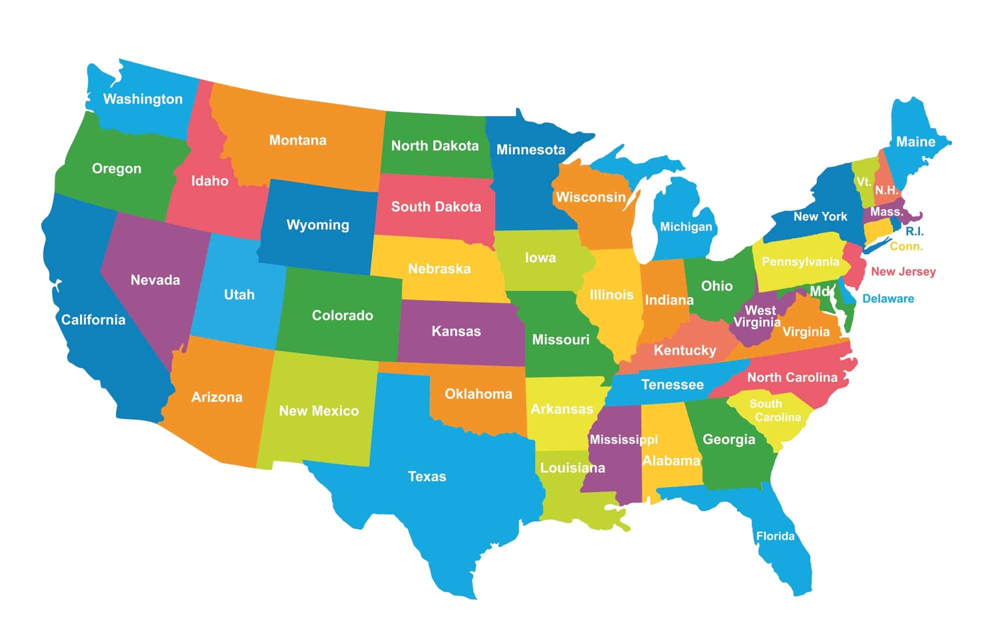 Washington
Montana
North Dakota
Minnesota
Maine
Oregon
Idaho
Vt.
N.H.
Wisconsin
South Dakota
Mass.
New York
Wyoming
Michigan
R.I.
Conn.
Iowa
Pennsylvania
Nebraska
New Jersey
Nevada
Ohio
Md.
Utah
Illinois
Indiana
Delaware
West
Virginia
Colorado
California
Kansas
Virginia
Missouri
Kentucky
North Carolina
Tenessee
Oklahoma
Arizona
South
Carolina
New Mexico
Arkansas
Mississippi
Georgia
Alabama
Louisiana
Texas
Florida